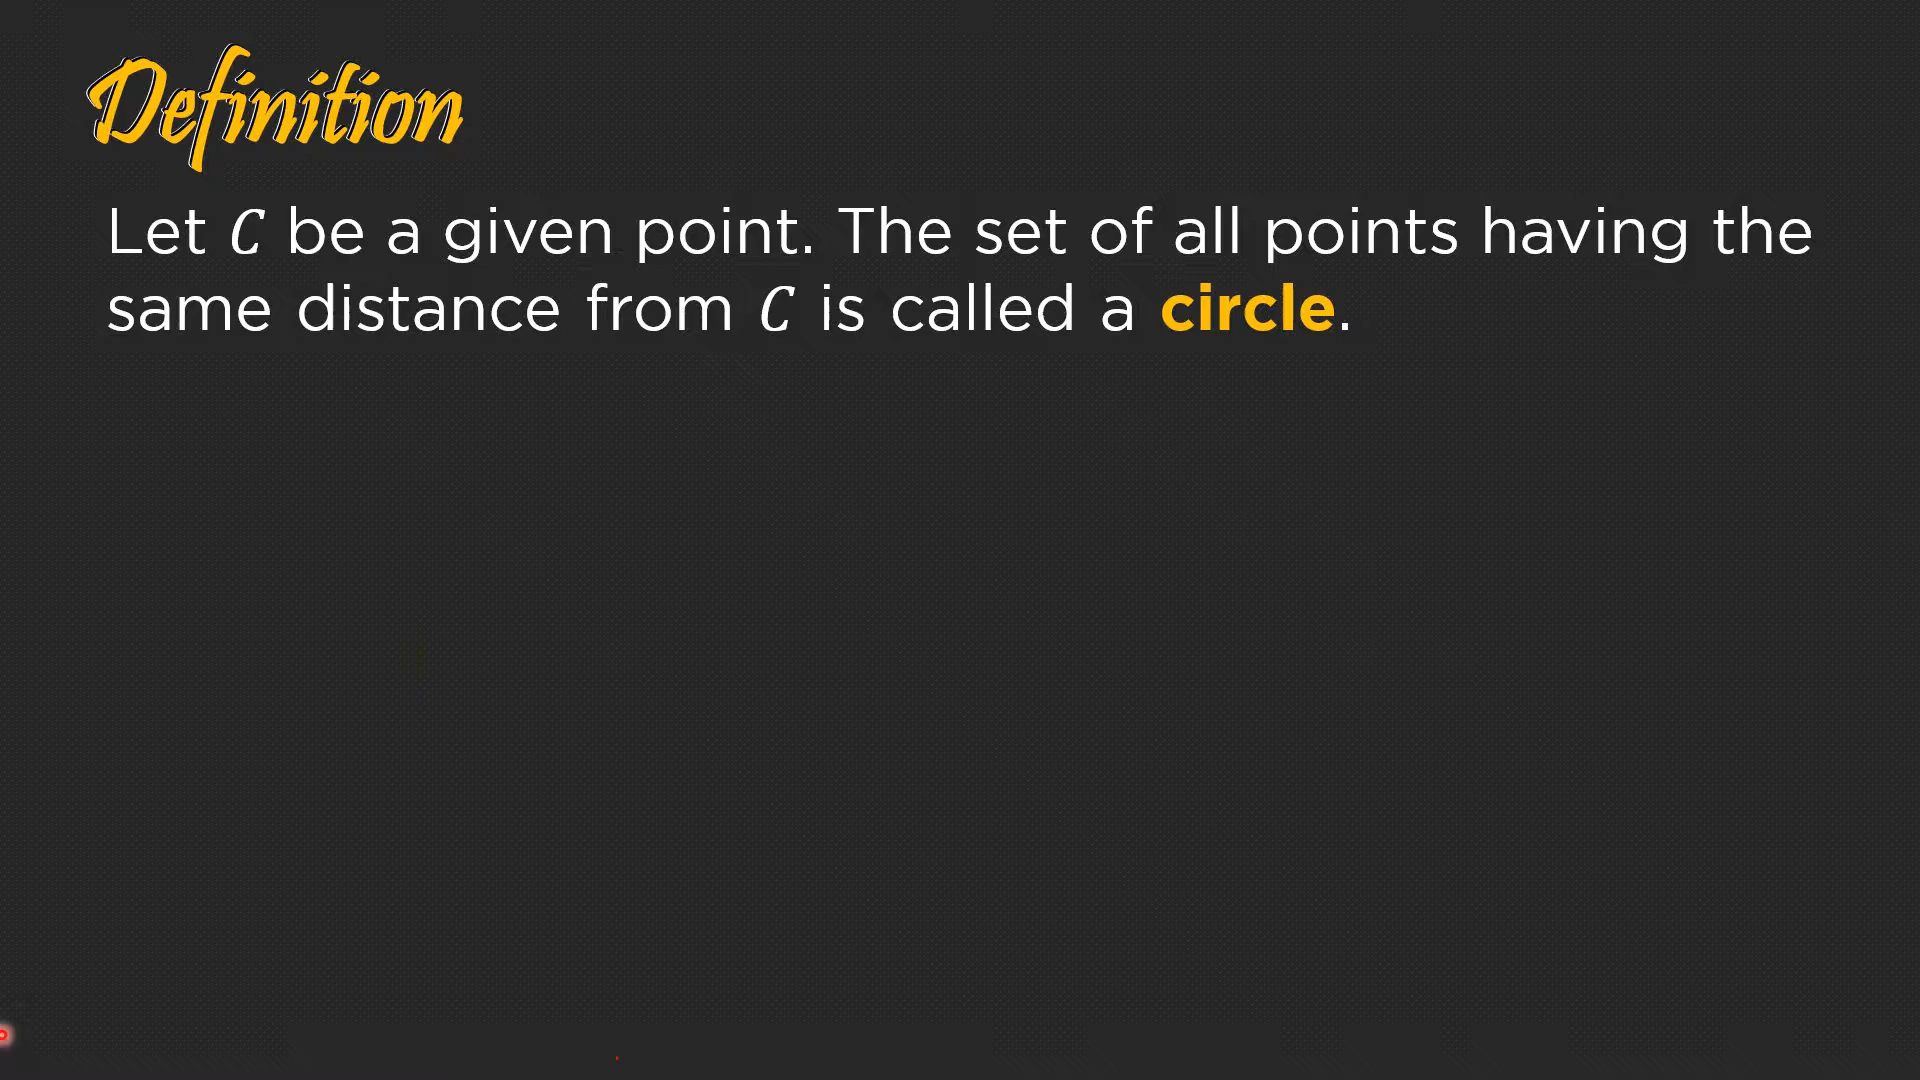 Definition
Let C be a given point. The set of all points having the
same distance from C is called a circle.